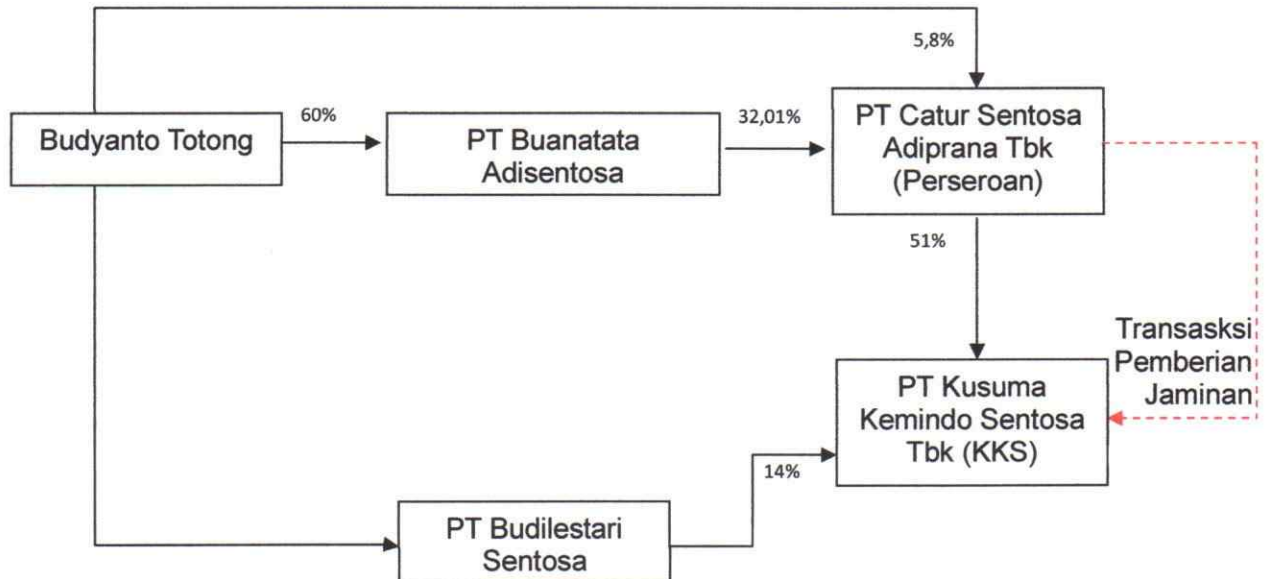 5,8%
Budyanto Totong
60%
PT Buanatata
Adisentosa
32,01%
PT Catur Sentosa
Adiprana Tbk
(Perseroan)
51%
Transasksi
Pemberian
Jaminan
PT Kusuma
Kemindo Sentosa
Tbk (KKS)
14%
PT Budilestari
Sentosa